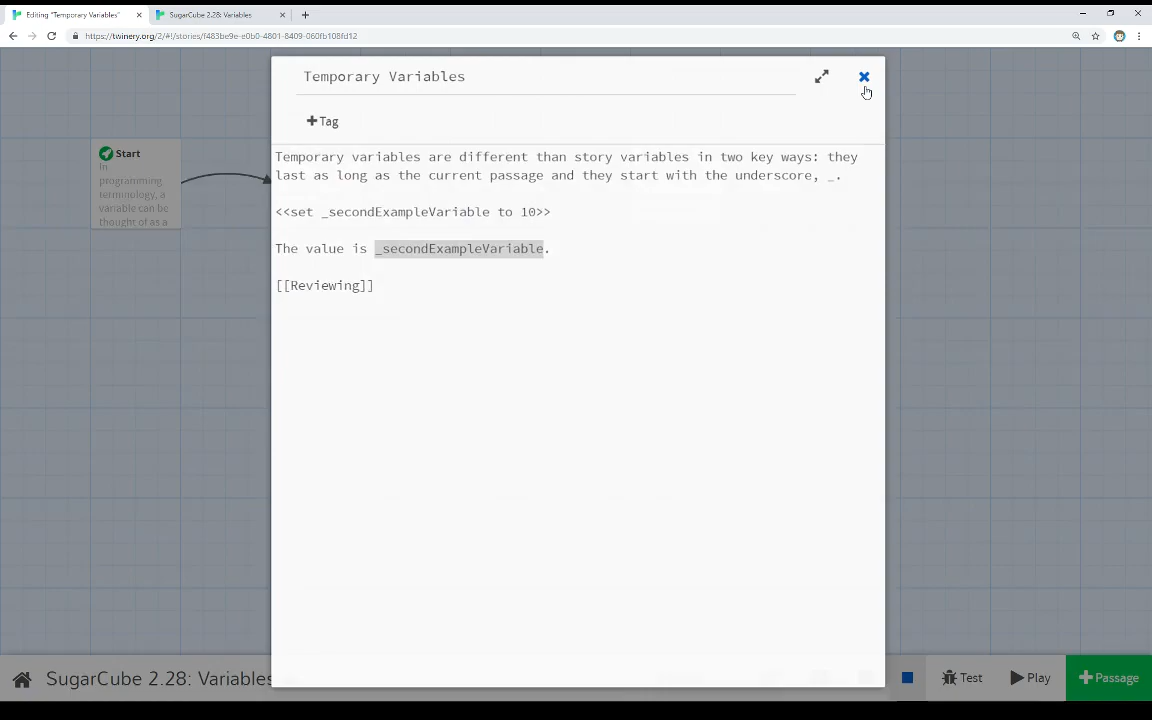 Editing "Temporary Variables"
SugarCube 2.28: Variables
https://twinery.org/2/#!/stories/f483be9e-e0b0-4801-8409-060fb108fd12
Temporary Variables
+Tag
Temporary variables are different than story variables in two key ways: they
last as long as the current passage and they start with the underscore, _.
<<set _secondExampleVariable to 10>>
The value is _secondExampleVariable.
[[Reviewing]]
Start
In
programming
terminology, a
variable can be
thought of as a
SugarCube 2.28: Variables
Test
Play
+Passage